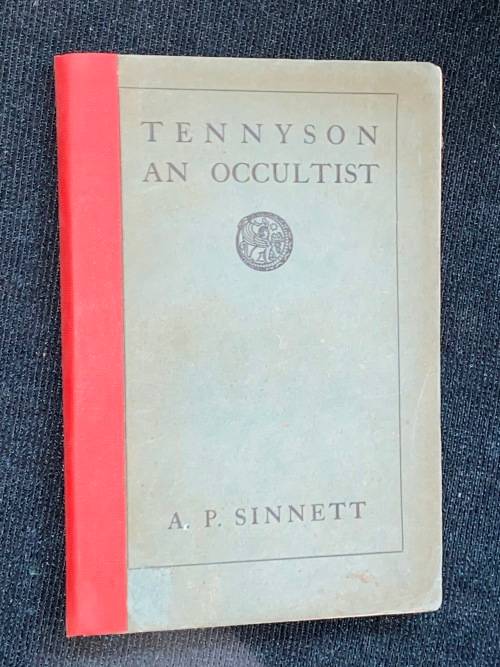 TENNYSON
AN OCCULTIST
A. P. SINNETT